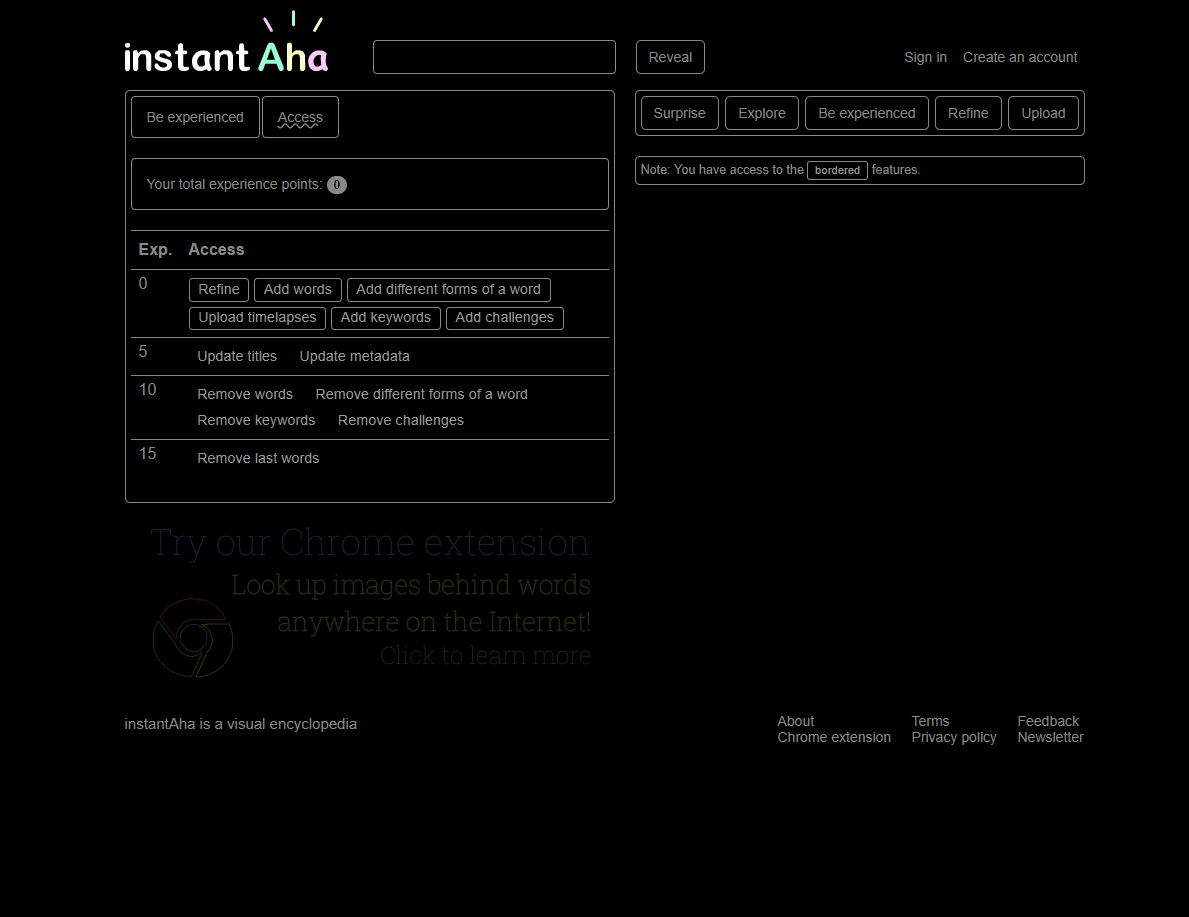 instant Aha
Reveal
Sign in Create an account
Be experienced Access
Surprise Explore Be experienced Refine Upload
Note: You have access to the bordered features.
Your total experience points: 0
Exp. Access
0
Refine Add words Add different forms of a word
Upload timelapses Add keywords Add challenges
5 Update titles Update metadata
10 Remove words Remove different forms of a word
Remove keywords Remove challenges
15 Remove last words
Try our Chrome extension
Look up images behind words
anywhere on the Internet!
Click to learn more
instantAha is a visual encyclopedia
About Terms Feedback
Chrome extension Privacy policy Newsletter